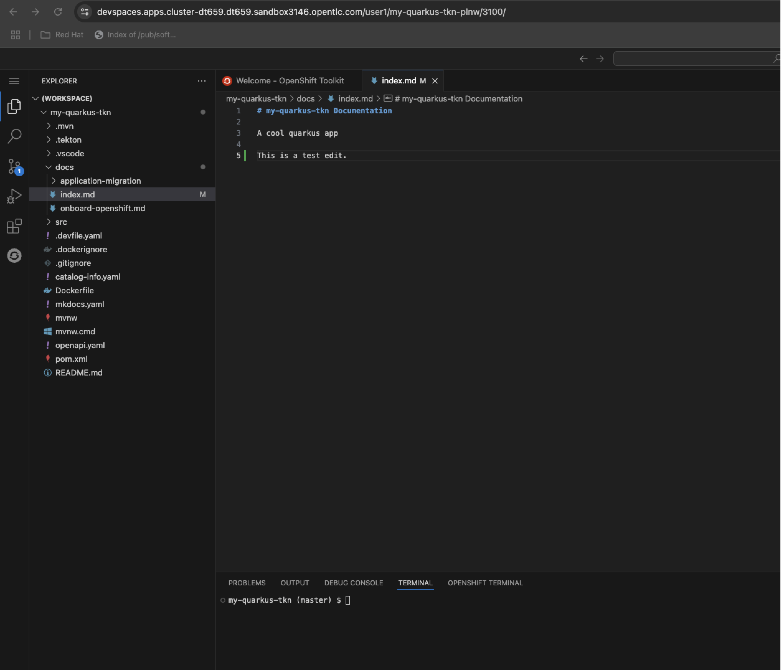 devspaces.apps.cluster-dt659.dt659.sandbox3146.opentlc.com/user1/my-quarkus-tkn-plnw/3100/
Red Hat
Index of /pub/soft...
EXPLORER
Welcome - OpenShift Toolkit
index.md M
(WORKSPACE)
my-quarkus-tkn > docs > index.md > # my-quarkus-tkn Documentation
my-quarkus-tkn
.mvn
.tekton
.vscode
docs
application-migration
index.md M
onboard-openshift.md
src
.devfile.yaml
.dockerignore
.gitignore
catalog-info.yaml
Dockerfile
mkdocs.yaml
mvnw
mvnw.cmd
openapi.yaml
pom.xml
README.md
1 # my-quarkus-tkn Documentation
2
3 A cool quarkus app
4
5 This is a test edit.
1
PROBLEMS OUTPUT DEBUG CONSOLE TERMINAL OPENSHIFT TERMINAL
my-quarkus-tkn (master) $